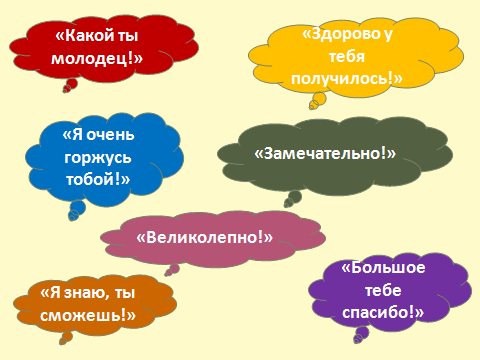 «Какой ты
молодец!»
«Здорово у
тебя
получилось!»
«Я очень
горжусь
тобой!»
«Замечательно!»
«Великолепно!»
«Я знаю, ты
сможешь!»
«Большое
тебе
спасибо!»